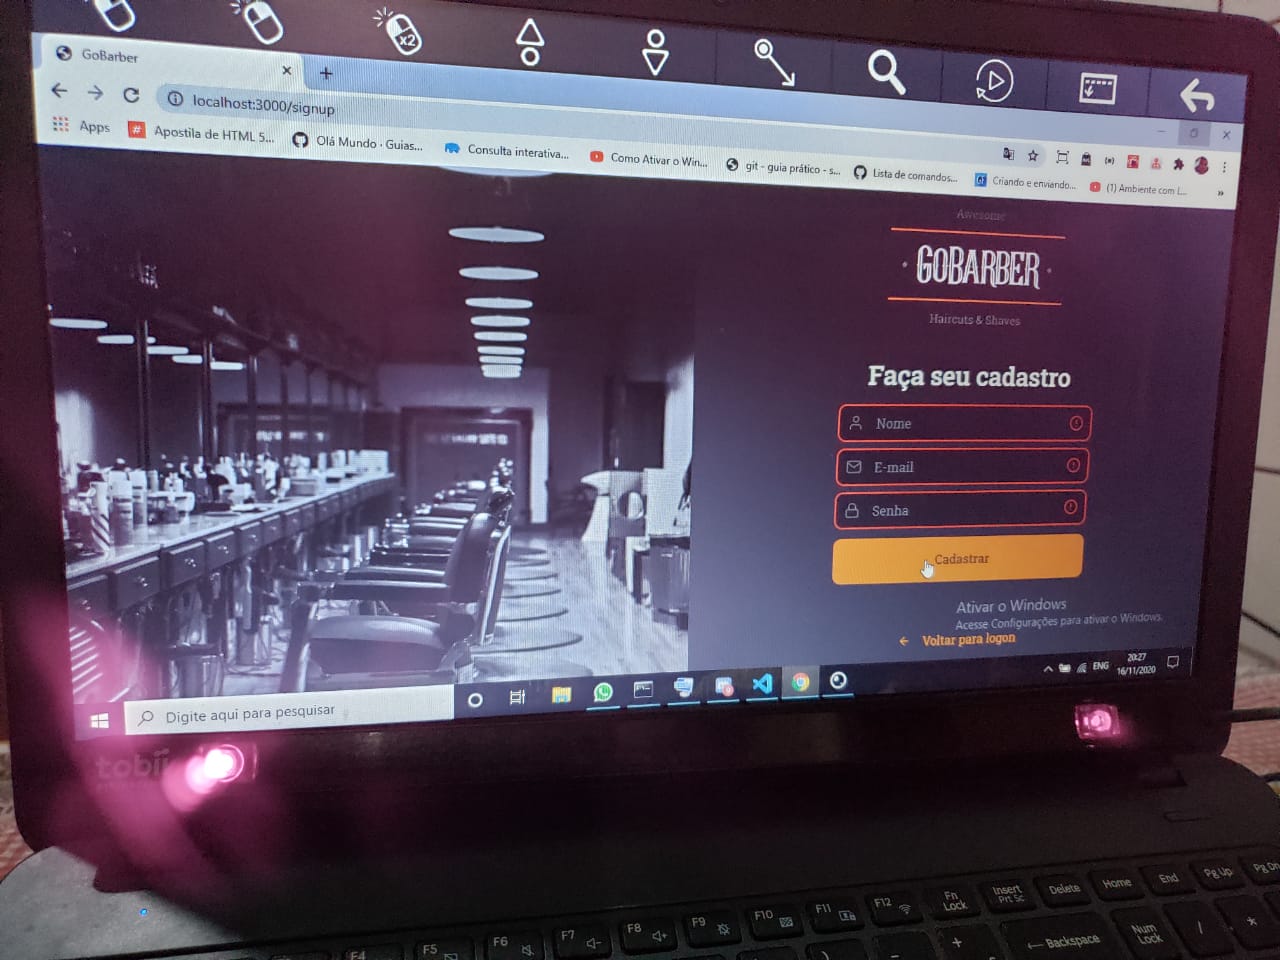 x2
GoBarber
localhost:3000/signup
Apps
Apostila de HTML 5...
Olá Mundo · Guias...
Consulta interativa...
Como Ativar o Win...
git - guia prático - s...
Lista de comandos...
Criando e enviando...
(1) Ambiente com L...
»
Awesome
GOBARBER
Haircuts & Shaves
Faça seu cadastro
Nome
E-mail
Senha
Cadastrar
Ativar o Windows
Acesse Configurações para ativar o Windows.
Voltar para logon
Digite aqui para pesquisar
ENG
20:27
16/11/2020
tobii
F4
F5
F6
F7
F8
F9
F10
F11
F12
Fn Lock
Insert
Prt Sc
Delete
Home
End
Pg Up
Pg Dn
+
← Backspace
Num Lock
/
*